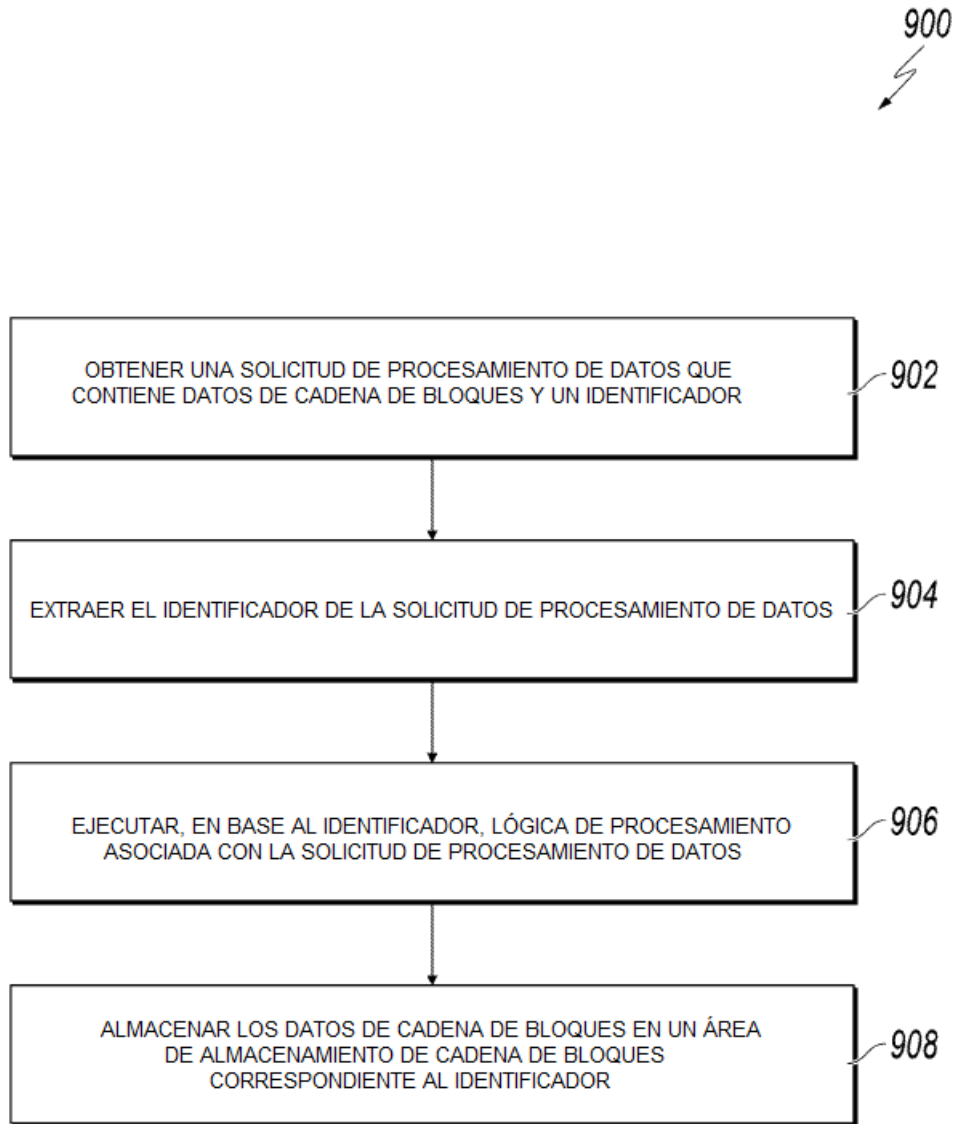 900
OBTENER UNA SOLICITUD DE PROCESAMIENTO DE DATOS QUE
CONTIENE DATOS DE CADENA DE BLOQUES Y UN IDENTIFICADOR
902
EXTRAER EL IDENTIFICADOR DE LA SOLICITUD DE PROCESAMIENTO DE DATOS
904
EJECUTAR, EN BASE AL IDENTIFICADOR, LÓGICA DE PROCESAMIENTO
ASOCIADA CON LA SOLICITUD DE PROCESAMIENTO DE DATOS
906
ALMACENAR LOS DATOS DE CADENA DE BLOQUES EN UN ÁREA
DE ALMACENAMIENTO DE CADENA DE BLOQUES
CORRESPONDIENTE AL IDENTIFICADOR
908